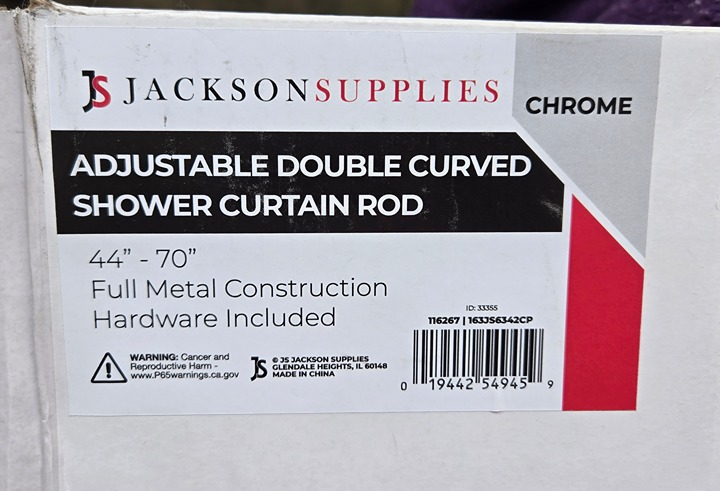 JS JACKSONSUPPLIES
CHROME
ADJUSTABLE DOUBLE CURVED
SHOWER CURTAIN ROD
44” - 70”
Full Metal Construction
Hardware Included
ID: 33355
116267 | 163JS6342CP
WARNING: Cancer and
Reproductive Harm -
www.P65warnings.ca.gov
JS
© JS JACKSON SUPPLIES
GLENDALE HEIGHTS, IL 60148
MADE IN CHINA
0 19442 54945 9